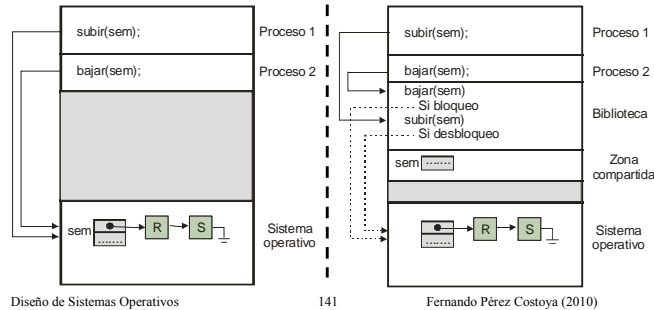 subir(sem);
Proceso 1
bajar(sem);
Proceso 2
sem
.......
R
S
Sistema
operativo
subir(sem);
Proceso 1
bajar(sem);
Proceso 2
bajar(sem)
Si bloqueo
subir(sem)
Si desbloqueo
Biblioteca
sem
.......
Zona
compartida
.......
R
S
Sistema
operativo
Diseño de Sistemas Operativos
141
Fernando Pérez Costoya (2010)